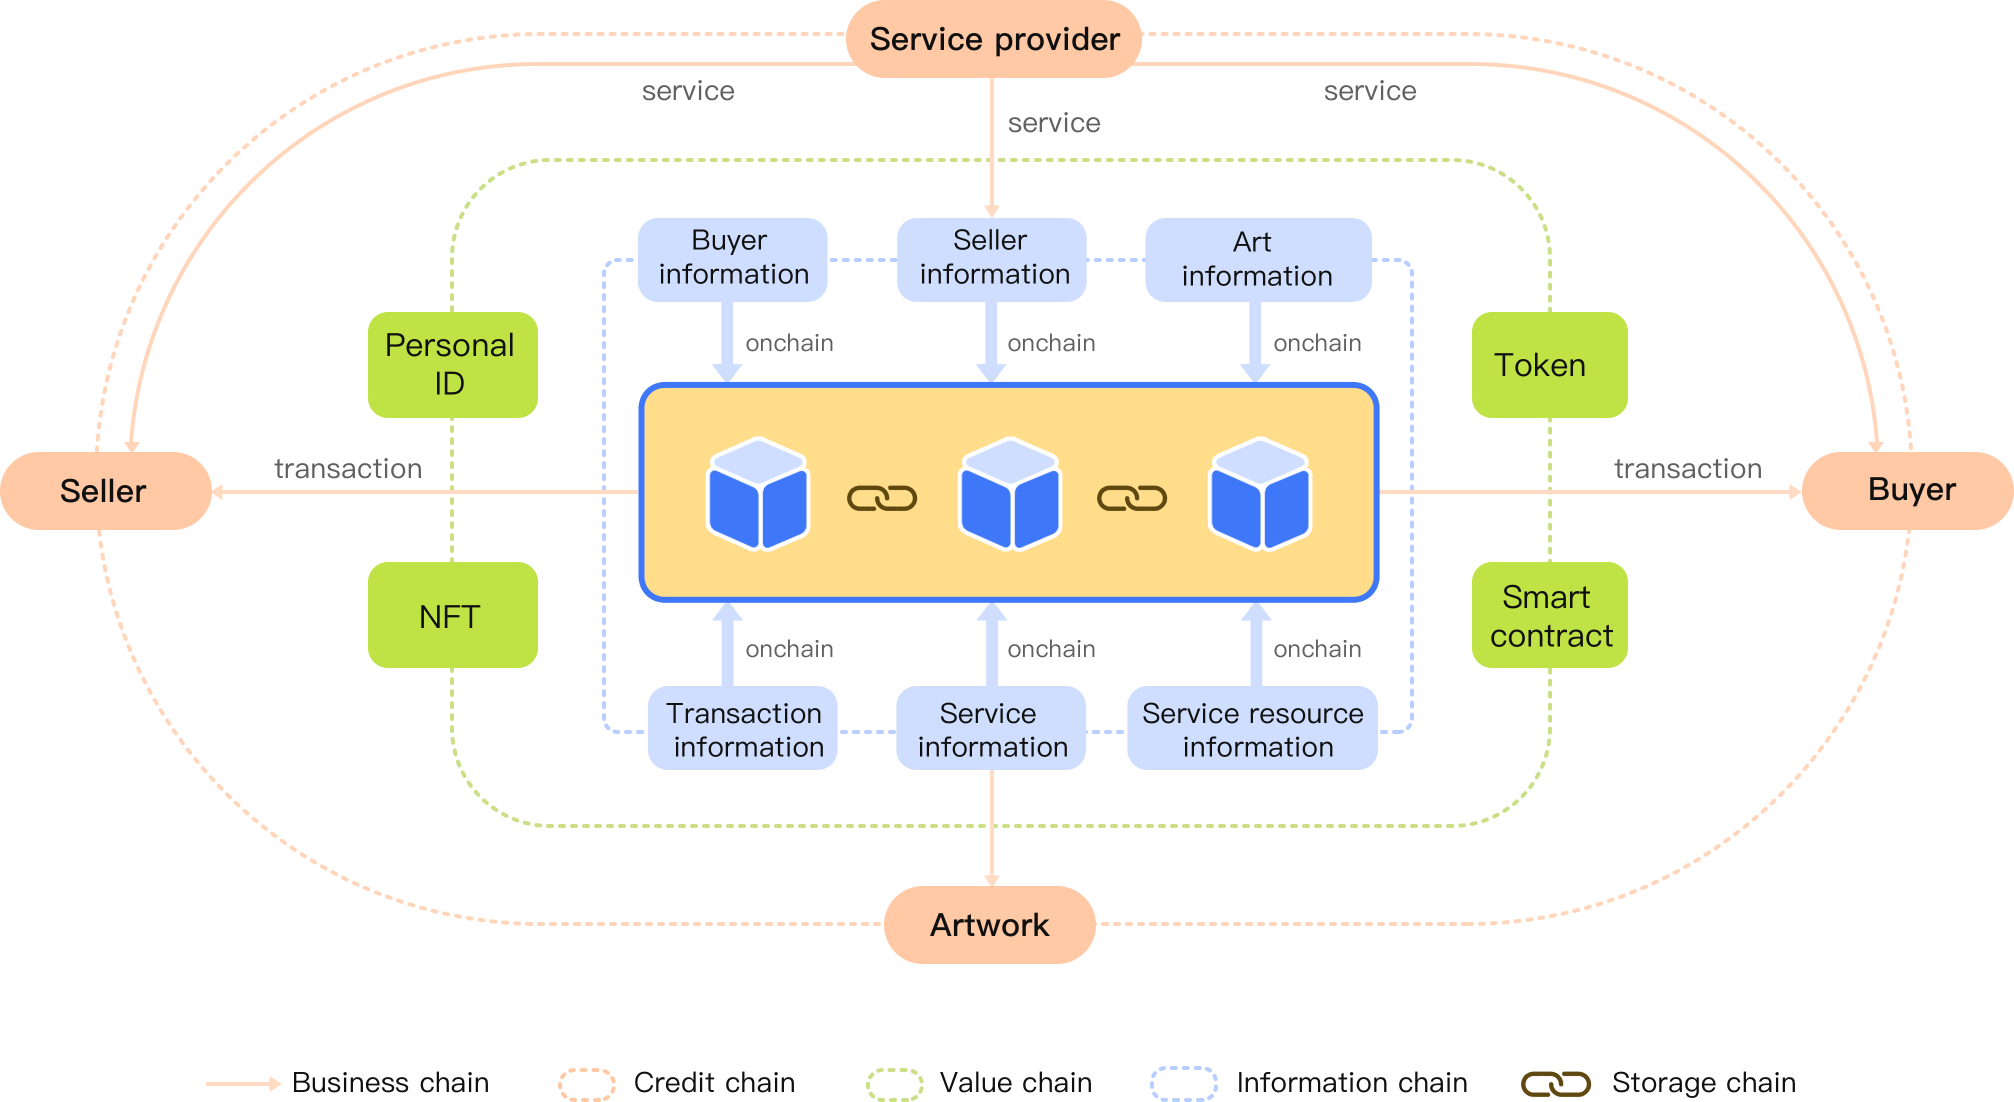 Service provider
service
service
service
Buyer
information
Seller
information
Art
information
onchain
onchain
onchain
Personal
ID
Token
transaction
transaction
Seller
Buyer
NFT
Smart
contract
onchain
onchain
onchain
Transaction
information
Service
information
Service resource
information
Artwork
Business chain
Credit chain
Value chain
Information chain
Storage chain